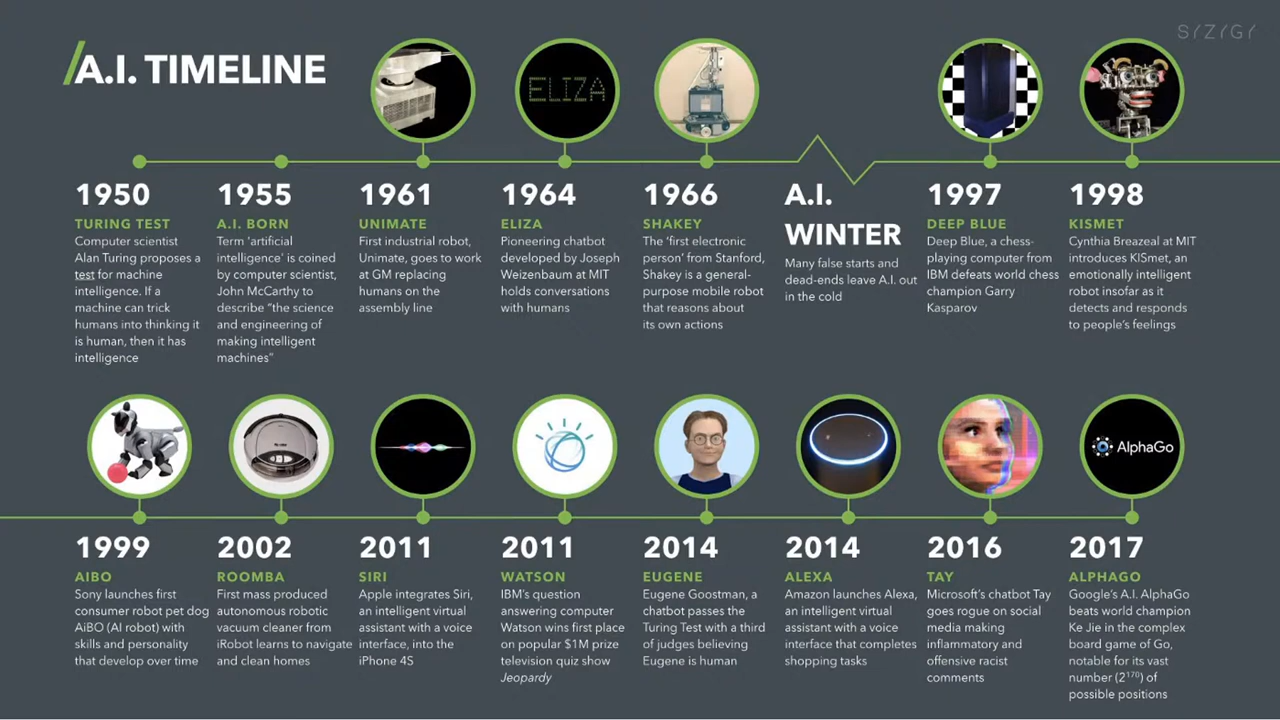 SYZYGY
/A.I. TIMELINE
ELIZA
1950
TURING TEST
Computer scientist
Alan Turing proposes a
test for machine
intelligence. If a
machine can trick
humans into thinking it
is human, then it has
intelligence
1955
A.I. BORN
Term 'artificial
intelligence' is coined
by computer scientist,
John McCarthy to
describe "the science
and engineering of
making intelligent
machines"
1961
UNIMATE
First industrial robot,
Unimate, goes to work
at GM replacing
humans on the
assembly line
1964
ELIZA
Pioneering chatbot
developed by Joseph
Weizenbaum at MIT
holds conversations
with humans
1966
SHAKEY
The 'first electronic
person' from Stanford,
Shakey is a general-
purpose mobile robot
that reasons about
its own actions
A.I.
WINTER
Many false starts and
dead-ends leave A.I. out
in the cold
1997
DEEP BLUE
Deep Blue, a chess-
playing computer from
IBM defeats world chess
champion Garry
Kasparov
1998
KISMET
Cynthia Breazeal at MIT
introduces KISmet, an
emotionally intelligent
robot insofar as it
detects and responds
to people's feelings
AlphaGo
1999
AIBO
Sony launches first
consumer robot pet dog
AiBO (AI robot) with
skills and personality
that develop over time
2002
ROOMBA
First mass produced
autonomous robotic
vacuum cleaner from
iRobot learns to navigate
and clean homes
2011
SIRI
Apple integrates Siri,
an intelligent virtual
assistant with a voice
interface, into the
iPhone 4S
2011
WATSON
IBM's question
answering computer
Watson wins first place
on popular $1M prize
television quiz show
Jeopardy
2014
EUGENE
Eugene Goostman, a
chatbot passes the
Turing Test with a third
of judges believing
Eugene is human
2014
ALEXA
Amazon launches Alexa,
an intelligent virtual
assistant with a voice
interface that completes
shopping tasks
2016
TAY
Microsoft's chatbot Tay
goes rogue on social
media making
inflammatory and
offensive racist
comments
2017
ALPHAGO
Google's A.I. AlphaGo
beats world champion
Ke Jie in the complex
board game of Go,
notable for its vast
number (2¹⁷⁰) of
possible positions